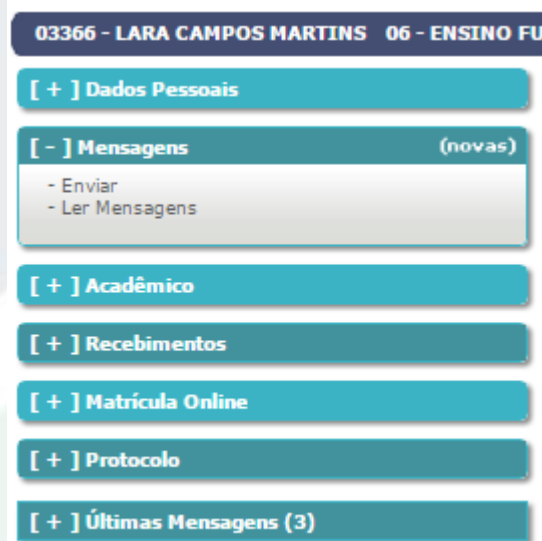 03366 - LARA CAMPOS MARTINS 06 - ENSINO FU
[ + ] Dados Pessoais
[ - ] Mensagens (novas)
- Enviar
- Ler Mensagens
[ + ] Acadêmico
[ + ] Recebimentos
[ + ] Matrícula Online
[ + ] Protocolo
[ + ] Últimas Mensagens (3)